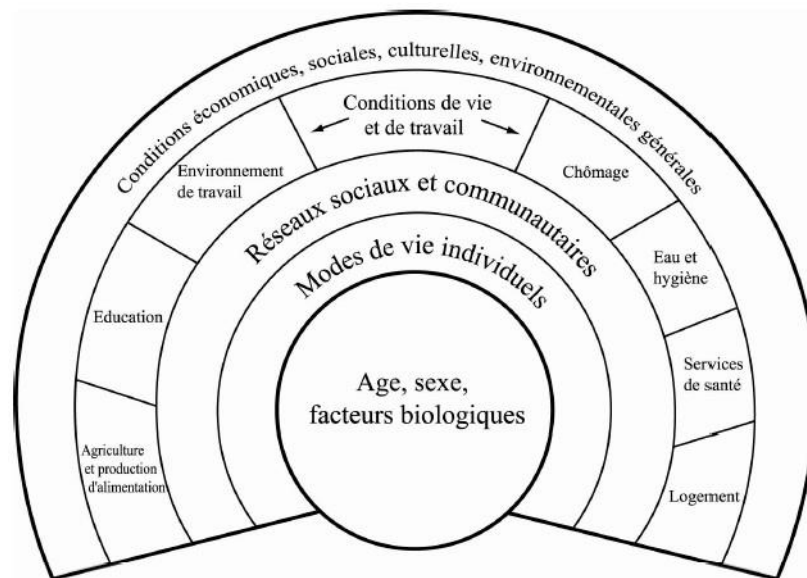 Conditions économiques, sociales, culturelles, environnementales générales
Conditions de vie
et de travail
Environnement
de travail
Chômage
Réseaux sociaux et communautaires
Eau et
hygiène
Modes de vie individuels
Education
Services
de santé
Age, sexe,
facteurs biologiques
Agriculture
et production
d'alimentation
Logement